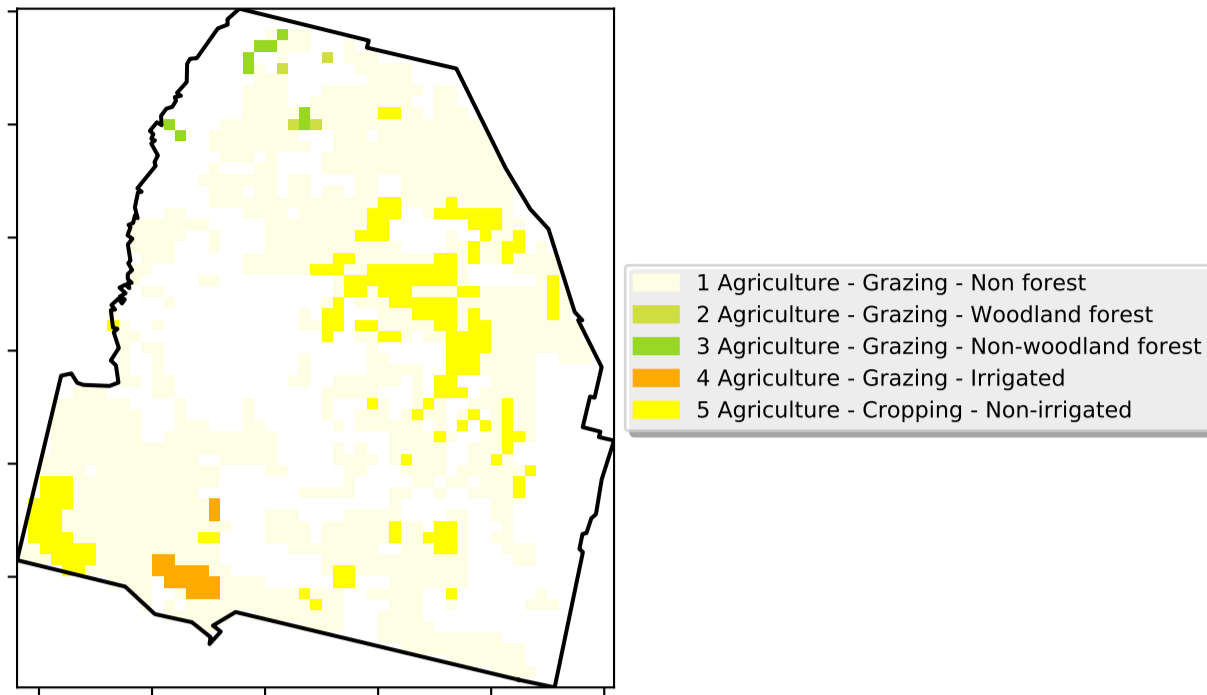 1 Agriculture - Grazing - Non forest
2 Agriculture - Grazing - Woodland forest
3 Agriculture - Grazing - Non-woodland forest
4 Agriculture - Grazing - Irrigated
5 Agriculture - Cropping - Non-irrigated